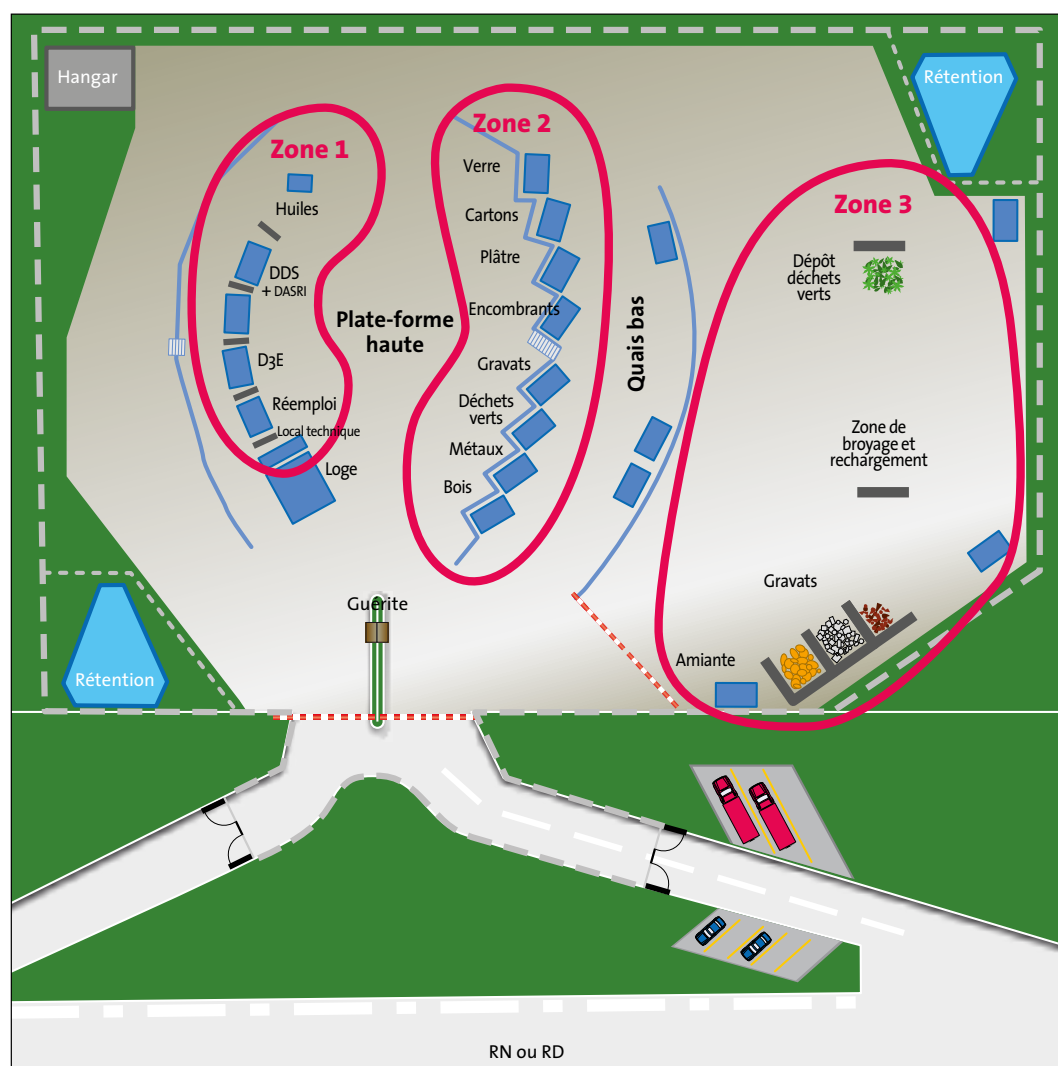 Hangar
Rétention
Zone 1
Zone 2
Zone 3
Huiles
DDS
+ DASRI
D3E
Réemploi
Local technique
Loge
Plate-forme
haute
Verre
Cartons
Plâtre
Encombrants
Gravats
Déchets
verts
Métaux
Bois
Quais bas
Dépôt
déchets
verts
Zone de
broyage et
rechargement
Gravats
Amiante
Guérite
Rétention
RN ou RD